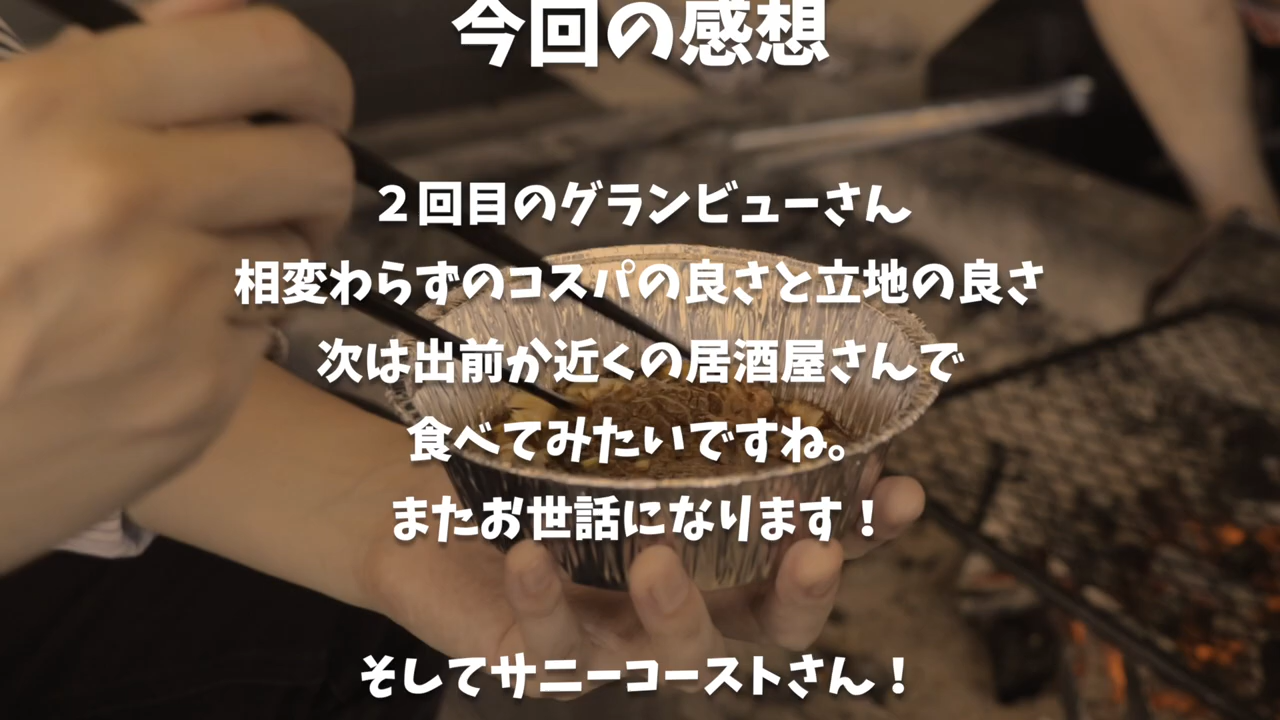 今回の感想
２回目のグランビューさん
相変わらずのコスパの良さと立地の良さ
次は出前か近くの居酒屋さんで
食べてみたいですね。
またお世話になります！
そしてサニーコーストさん！